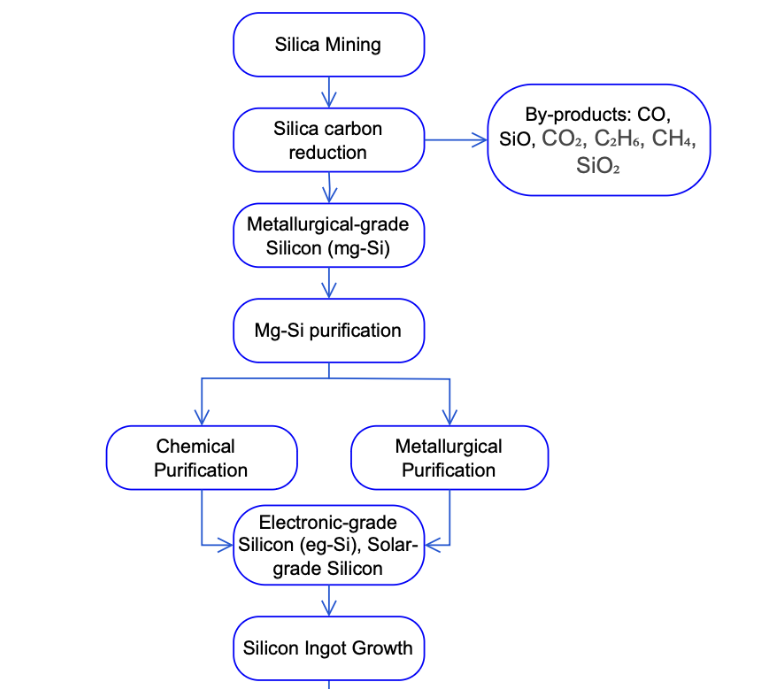 Silica Mining
Silica carbon
reduction
By-products: CO,
SiO, CO₂, C₂H₆, CH₄,
SiO₂
Metallurgical-grade
Silicon (mg-Si)
Mg-Si purification
Chemical
Purification
Metallurgical
Purification
Electronic-grade
Silicon (eg-Si), Solar-
grade Silicon
Silicon Ingot Growth